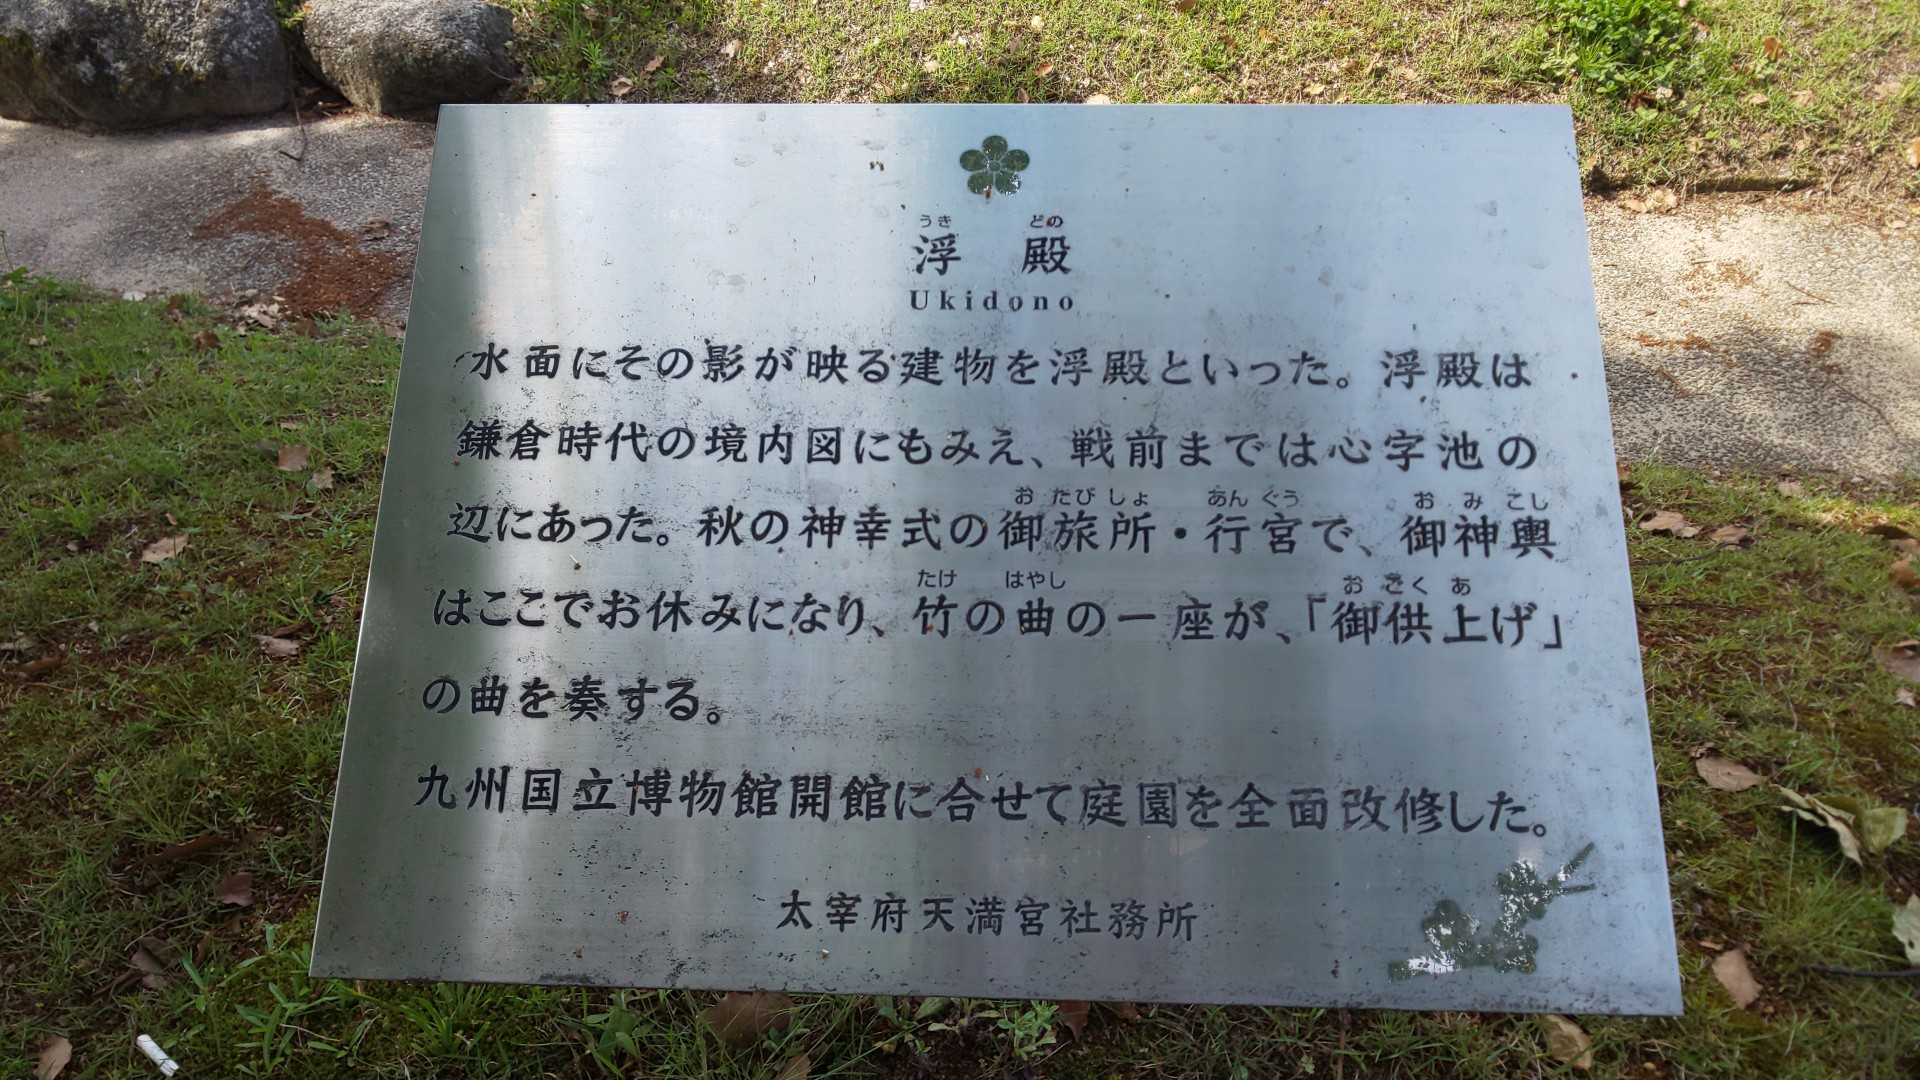 うき どの
浮殿
Ukidono
水面にその影が映る建物を浮殿といった。浮殿は
鎌倉時代の境内図にもみえ、戦前までは心字池の
おたびしょ あんぐう おみこし
辺にあった。秋の神幸式の御旅所・行宮で、御神輿
たけ はやし おごくあ
はここでお休みになり、竹の曲の一座が、「御供上げ」
の曲を奏する。
九州国立博物館開館に合せて庭園を全面改修した。
太宰府天満宮社務所